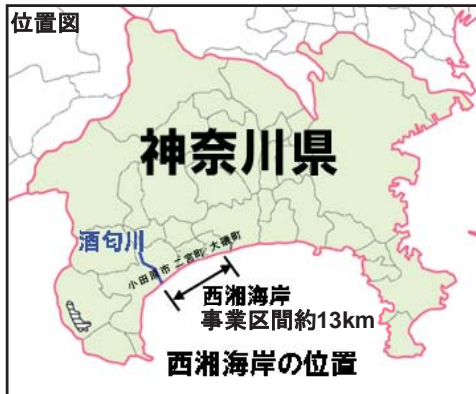 位置図
神奈川県
酒匂川
小田原市 二宮町 大磯町
西湘海岸
事業区間約13km
西湘海岸の位置